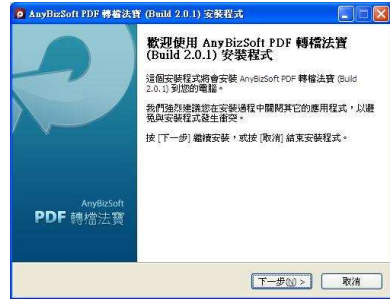 AnyBizSoft PDF 轉檔法寶 (Build 2.0.1) 安裝程式
歡迎使用 AnyBizSoft PDF 轉檔法寶
(Build 2.0.1) 安裝程式
這個安裝程式將會安裝 AnyBizSoft PDF 轉檔法寶 (Build
2.0.1) 到您的電腦。
我們強烈建議您在安裝過程中關閉其它的應用程式，以避
免與安裝程式發生衝突。
按 [下一步] 繼續安裝，或按 [取消] 結束安裝程式。
AnyBizSoft
PDF 轉檔法寶
下一步(N) >
取消